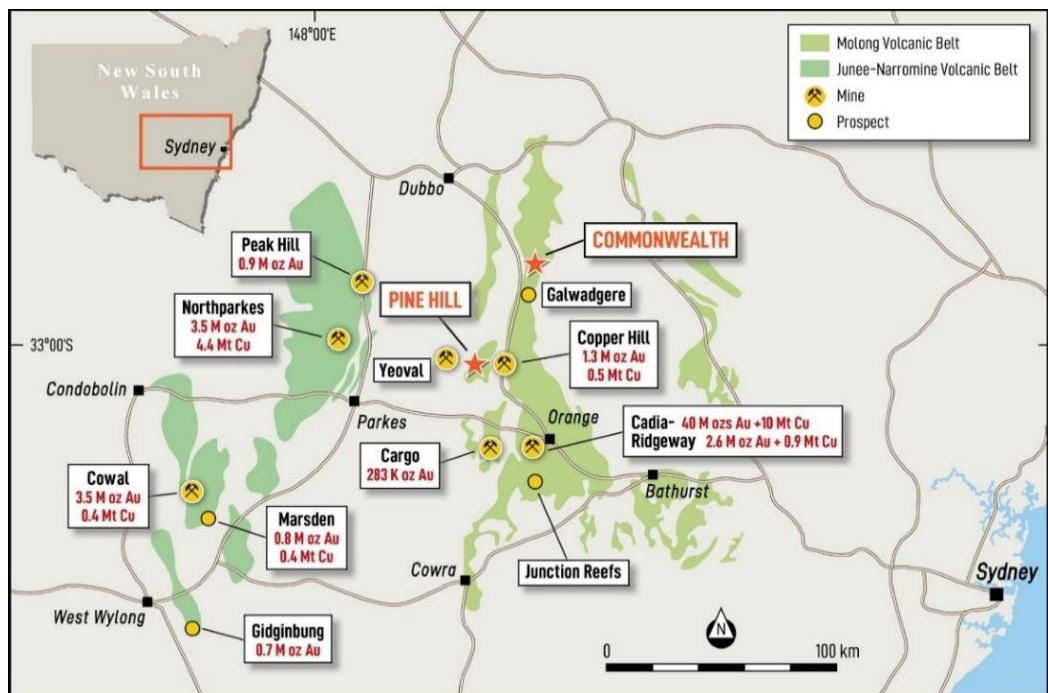 148°00'E
New South
Wales
Sydney
Molong Volcanic Belt
Junee-Narromine Volcanic Belt
Mine
Prospect
Dubbo
COMMONWEALTH
Peak Hill
0.9 M oz Au
PINE HILL
Galwadgere
Northparkes
3.5 M oz Au
4.4 Mt Cu
33°00'S
Yeoval
Copper Hill
1.3 M oz Au
0.5 Mt Cu
Condobolin
Parkes
Orange
Cadia- 40 M ozs Au +10 Mt Cu
Ridgeway 2.6 M oz Au + 0.9 Mt Cu
Cargo
283 K oz Au
Cowal
3.5 M oz Au
0.4 Mt Cu
Bathurst
Marsden
0.8 M oz Au
0.4 Mt Cu
Junction Reefs
Cowra
Sydney
West Wylong
Gidginbung
0.7 M oz Au
N
0 100 km